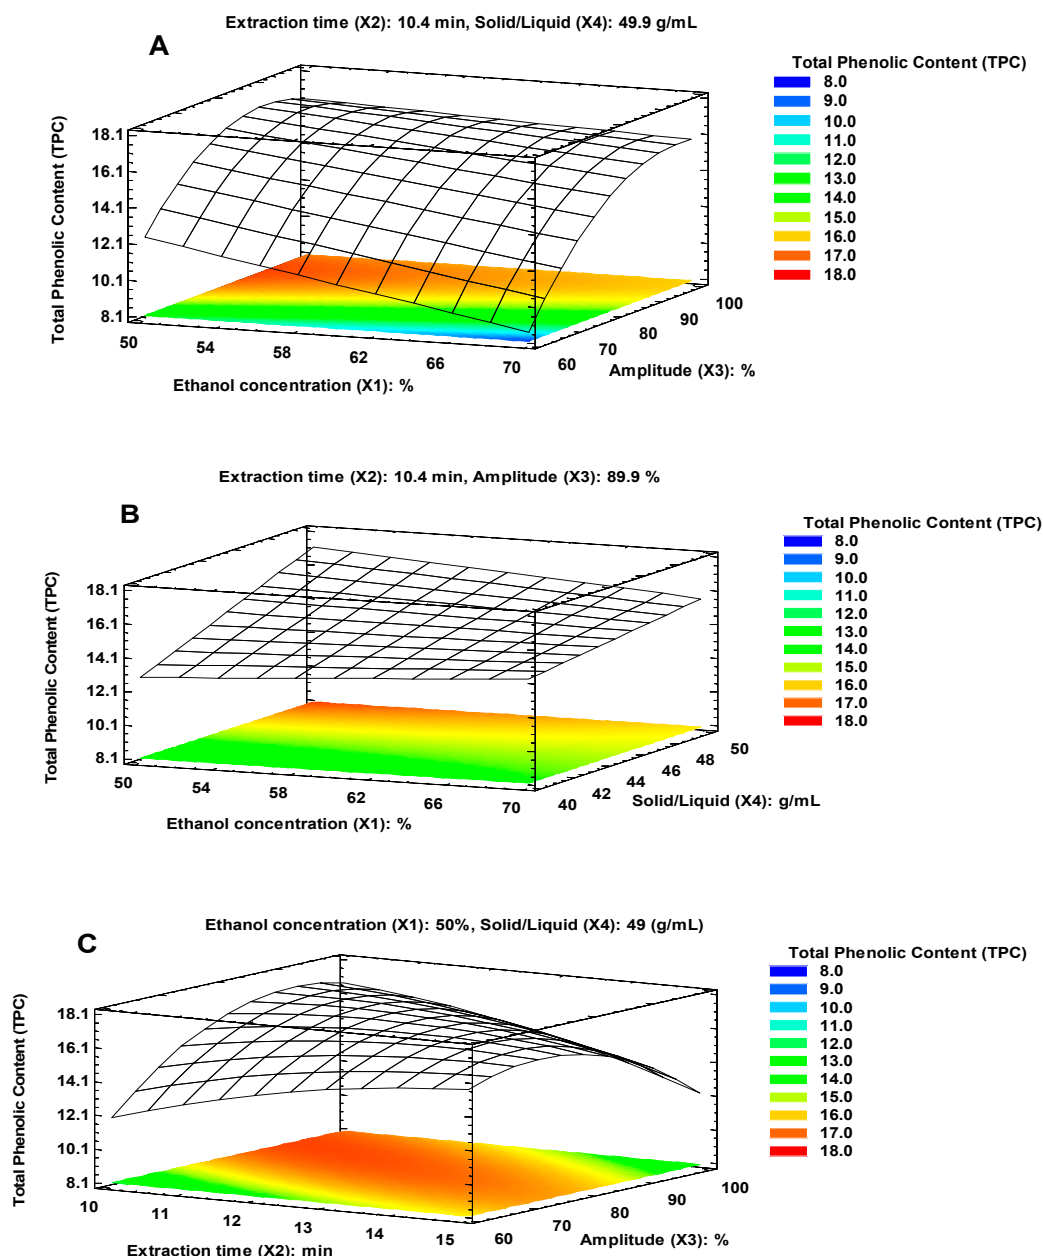 Extraction time (X2): 10.4 min, Solid/Liquid (X4): 49.9 g/mL
A
Total Phenolic Content (TPC)
8.0
9.0
10.0
11.0
12.0
13.0
14.0
15.0
16.0
17.0
18.0
Total Phenolic Content (TPC)
18.1
16.1
14.1
12.1
10.1
8.1
50 54 58 62 66 70
60 70 80 90 100
Ethanol concentration (X1): %
Amplitude (X3): %
Extraction time (X2): 10.4 min, Amplitude (X3): 89.9 %
B
Total Phenolic Content (TPC)
8.0
9.0
10.0
11.0
12.0
13.0
14.0
15.0
16.0
17.0
18.0
Total Phenolic Content (TPC)
18.1
16.1
14.1
12.1
10.1
8.1
50 54 58 62 66 70
40 42 44 46 48 50
Solid/Liquid (X4): g/mL
Ethanol concentration (X1): %
Ethanol concentration (X1): 50%, Solid/Liquid (X4): 49 (g/mL)
C
Total Phenolic Content (TPC)
8.0
9.0
10.0
11.0
12.0
13.0
14.0
15.0
16.0
17.0
18.0
Total Phenolic Content (TPC)
18.1
16.1
14.1
12.1
10.1
8.1
10 11 12 13 14 15
60 70 80 90 100
Amplitude (X3): %
Extraction time (X2): min